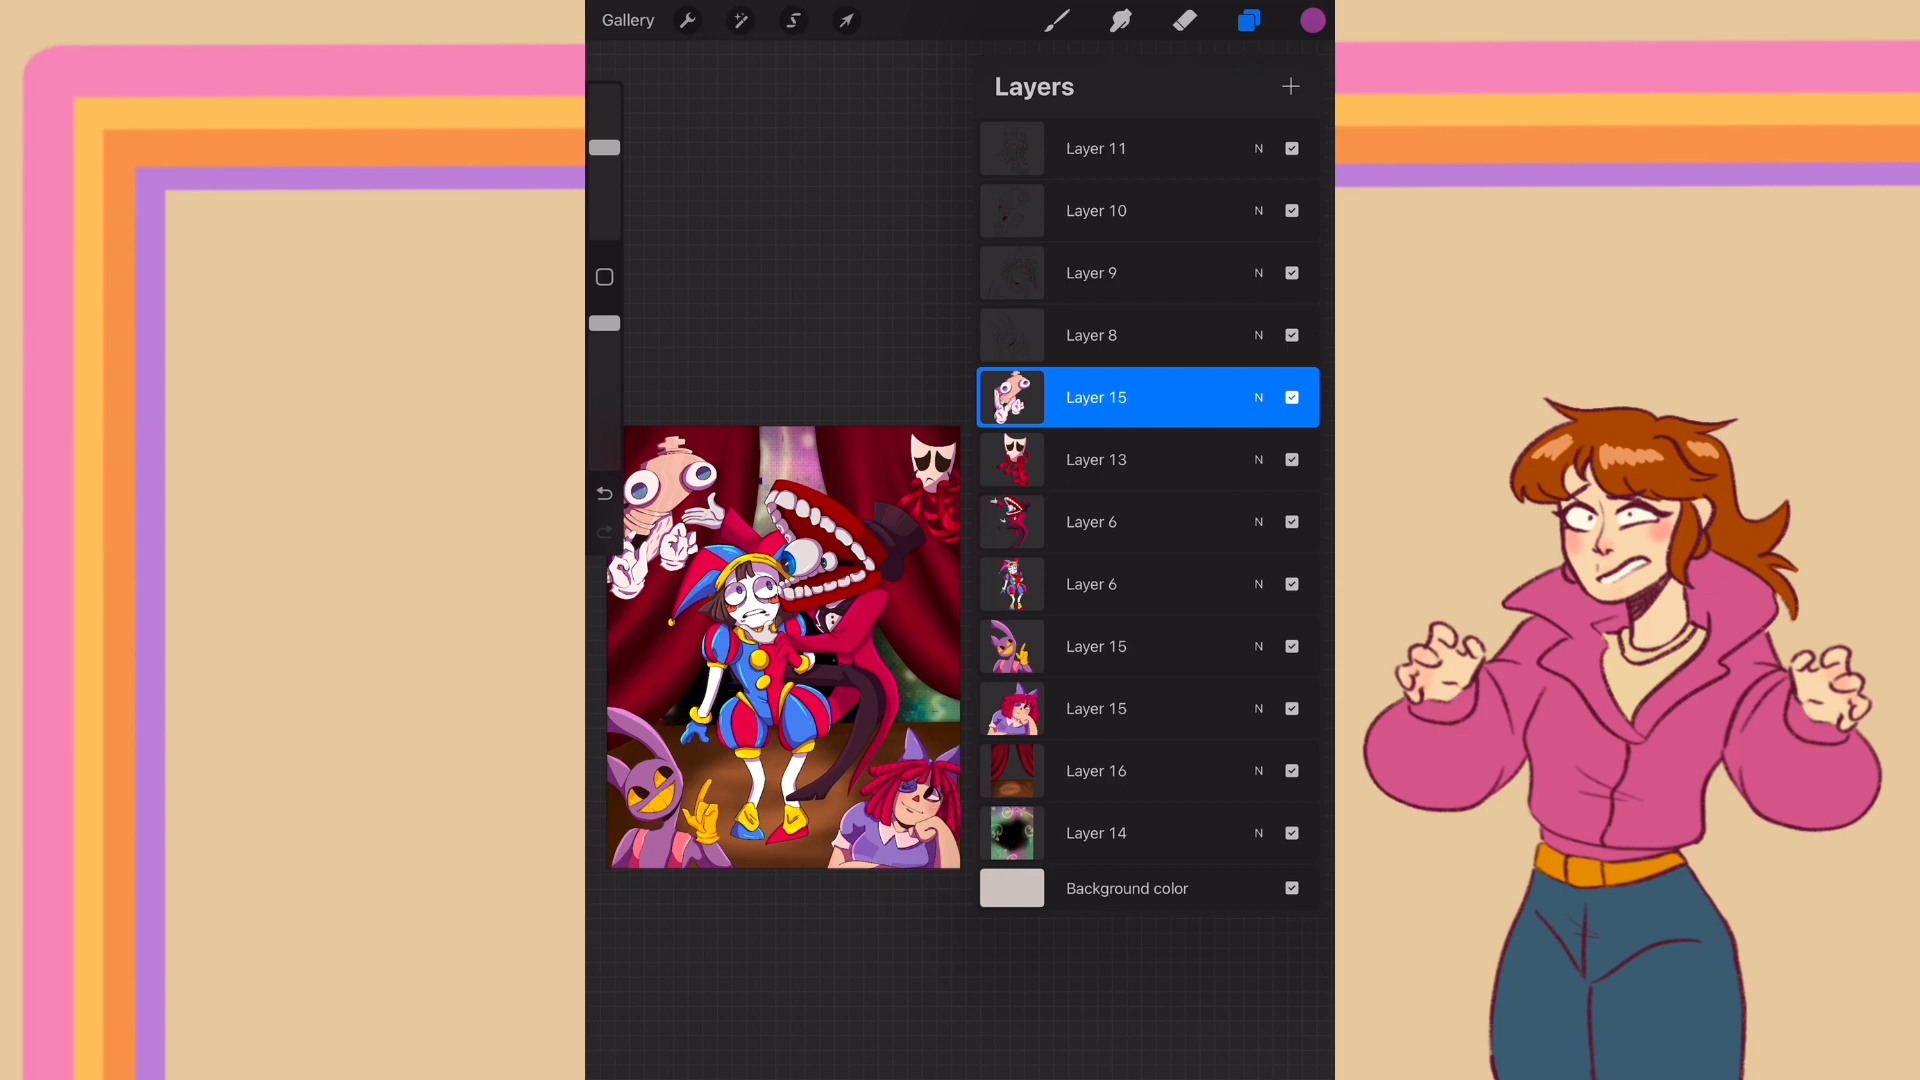 Gallery
Layers
Layer 11 N
Layer 10 N
Layer 9 N
Layer 8 N
Layer 15 N
Layer 13 N
Layer 6 N
Layer 6 N
Layer 15 N
Layer 15 N
Layer 16 N
Layer 14 N
Background color